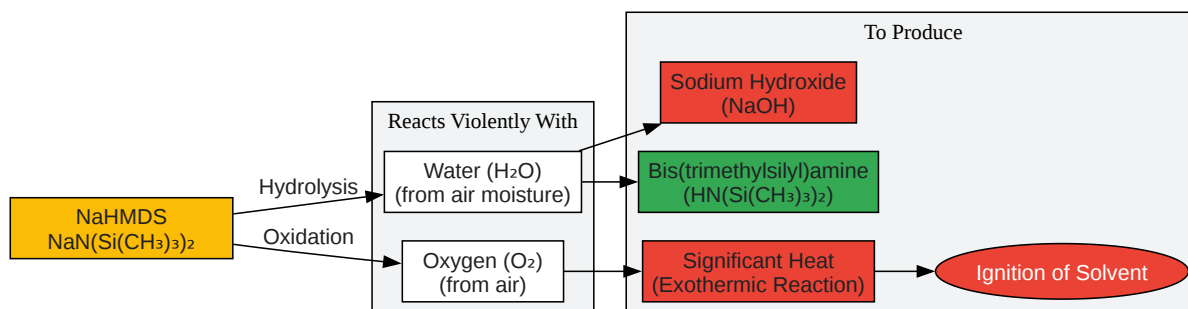 To Produce
Sodium Hydroxide
(NaOH)
Reacts Violently With
Water (H₂O)
(from air moisture)
Bis(trimethylsilyl)amine
(HN(Si(CH₃)₃)₂)
Hydrolysis
NaHMDS
NaN(Si(CH₃)₃)₂
Oxidation
Oxygen (O₂)
(from air)
Significant Heat
(Exothermic Reaction)
Ignition of Solvent